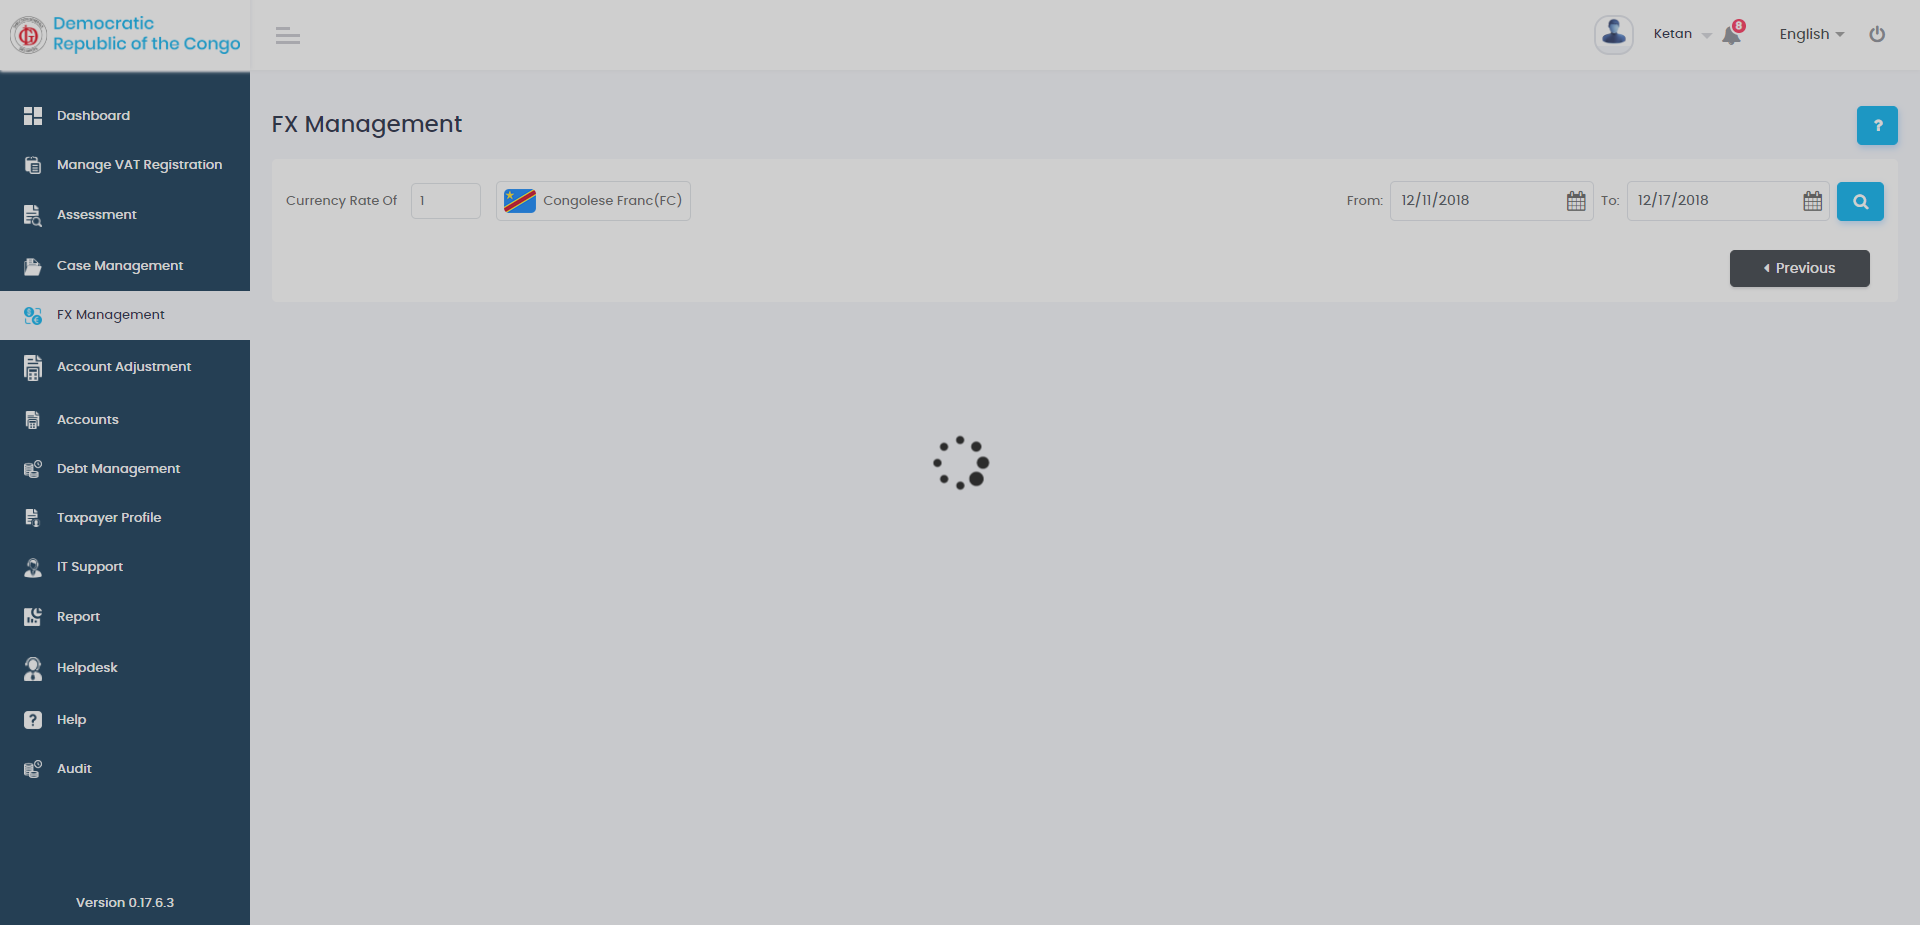 Democratic
Republic of the Congo
Ketan
8
English
Dashboard
Manage VAT Registration
Assessment
Case Management
FX Management
Account Adjustment
Accounts
Debt Management
Taxpayer Profile
IT Support
Report
Helpdesk
Help
Audit
Version 0.17.6.3
FX Management
?
Currency Rate Of 1 Congolese Franc(FC) From: 12/11/2018 To: 12/17/2018
Previous